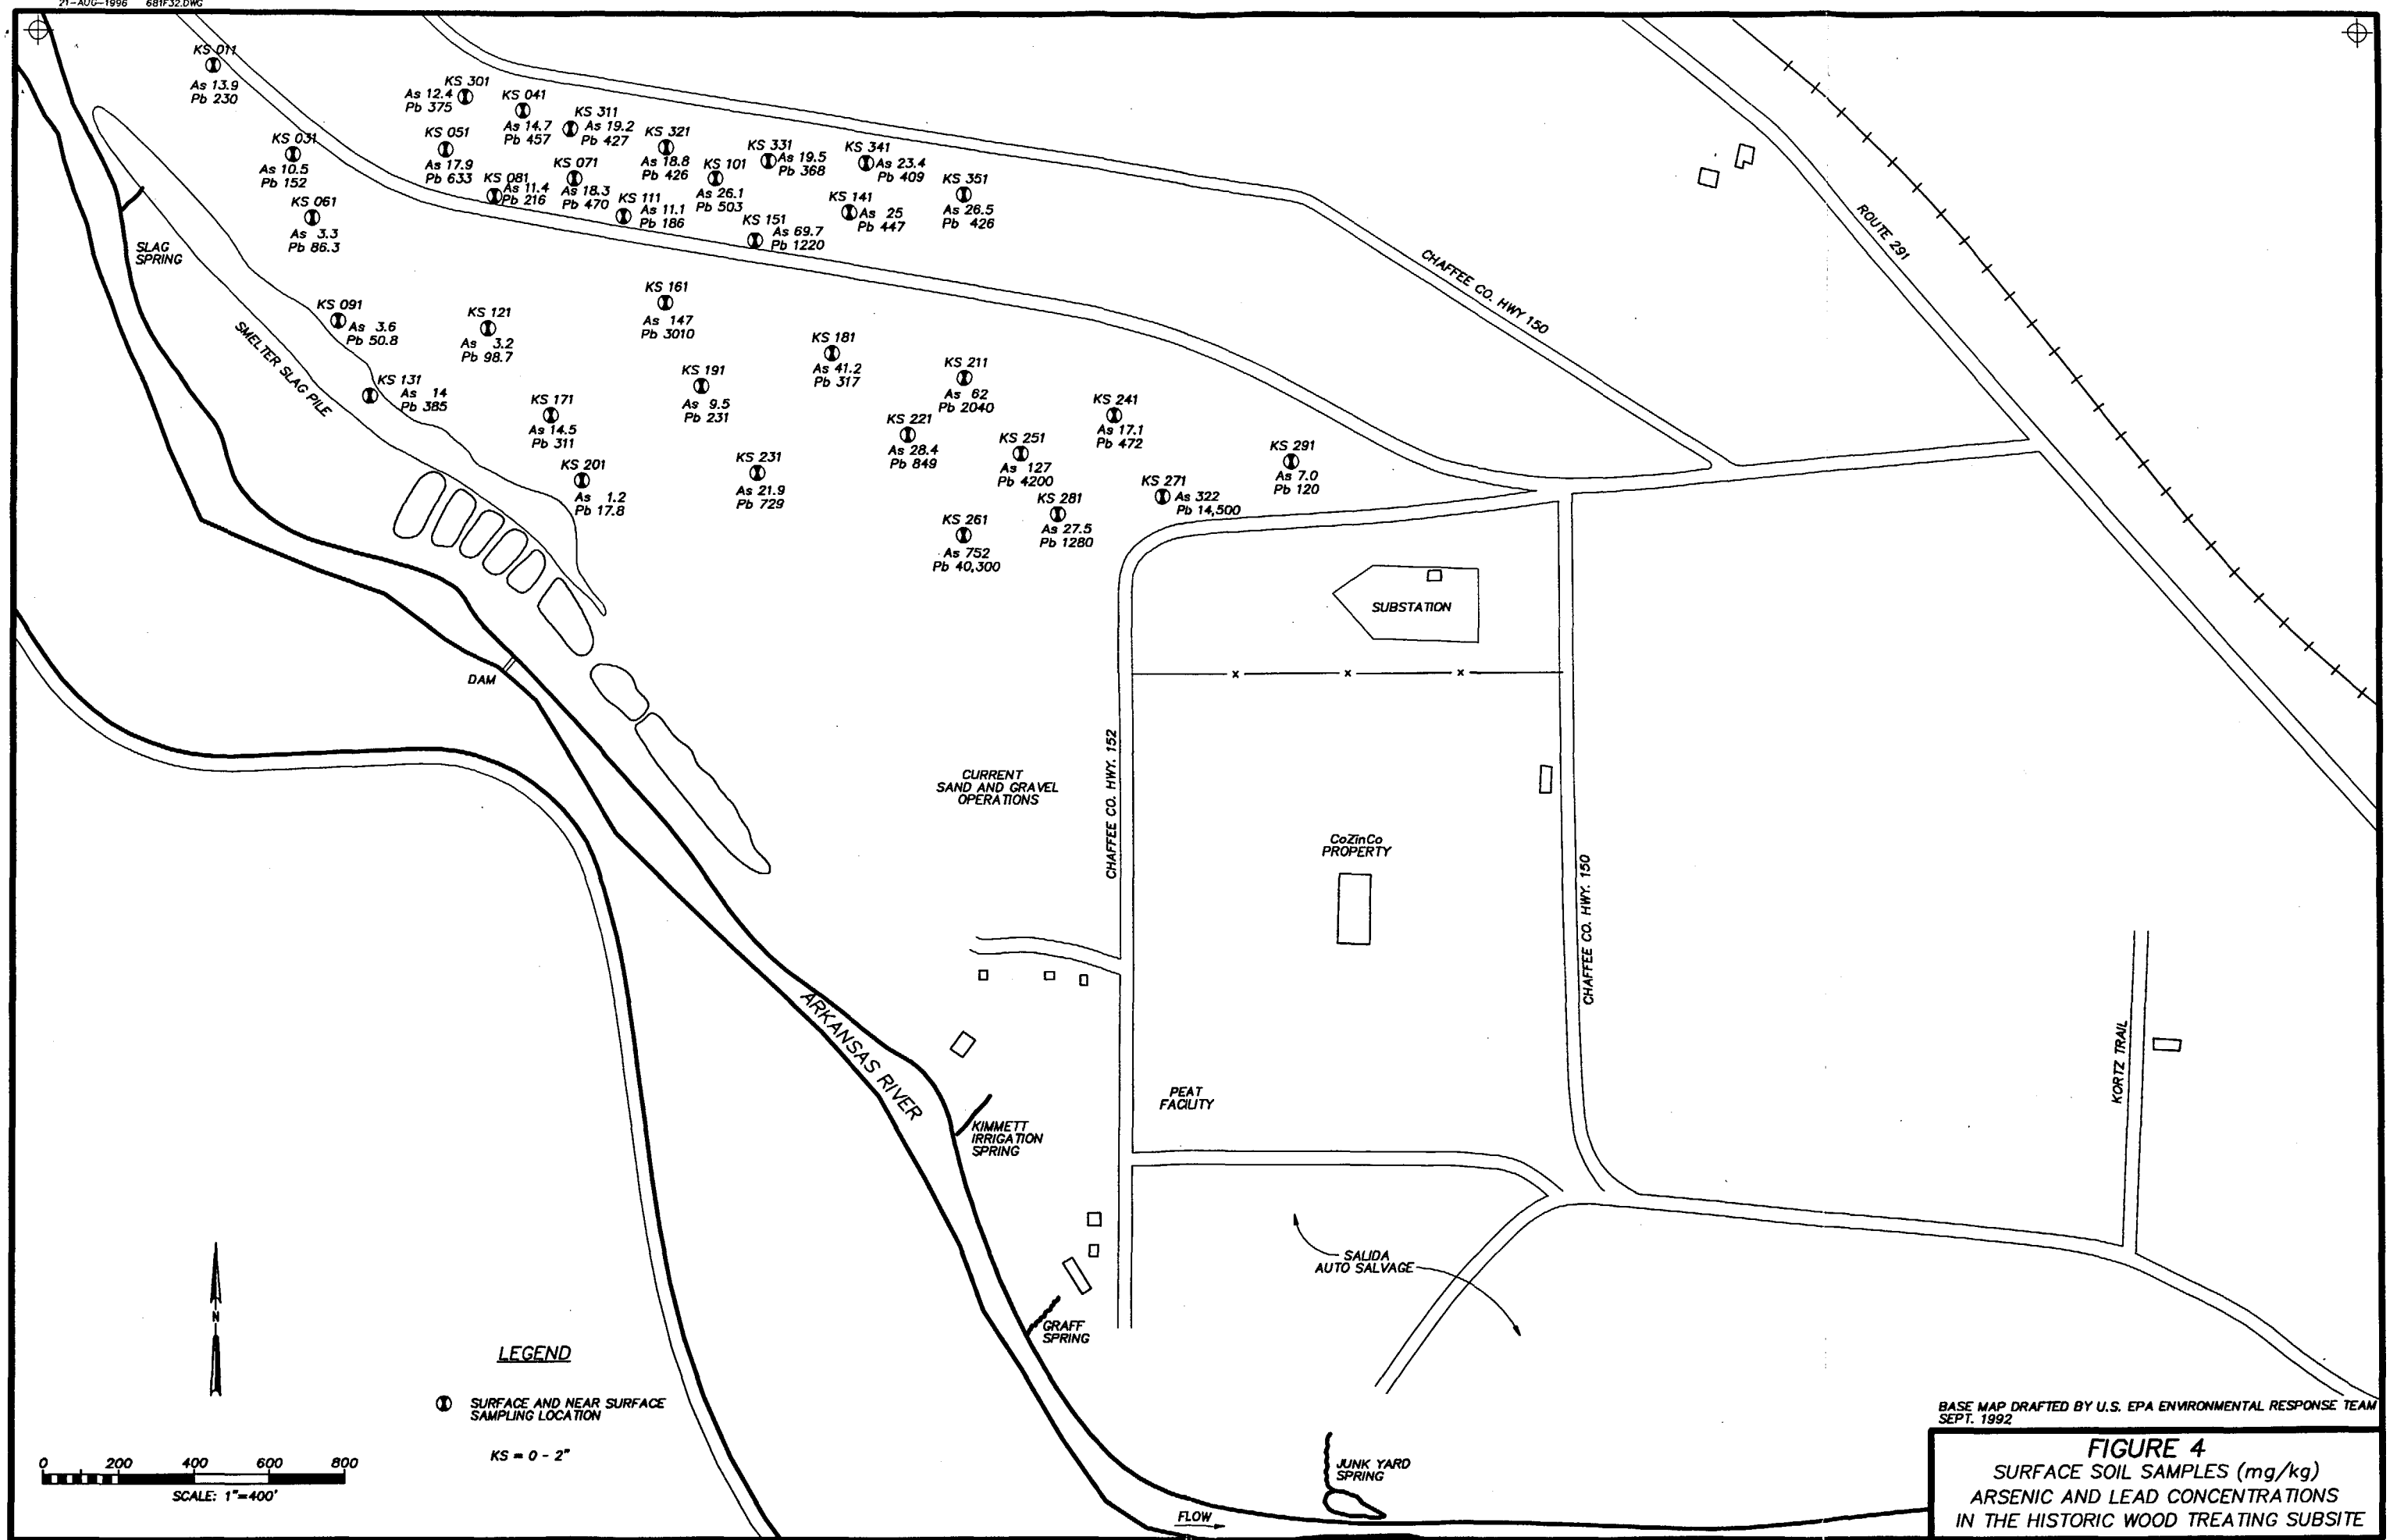 21-AUG-1996 681F32.DWG
KS 011
As 13.9
Pb 230
KS 301
As 12.4
Pb 375
KS 041
As 14.7
Pb 457
KS 311
As 19.2
Pb 427
KS 031
As 10.5
Pb 152
KS 051
As 17.9
Pb 633
KS 321
As 18.8
Pb 426
KS 331
As 19.5
Pb 368
KS 341
As 23.4
Pb 409
KS 071
As 18.3
Pb 470
KS 101
As 26.1
Pb 503
KS 081
As 11.4
Pb 216
KS 111
As 11.1
Pb 186
KS 141
As 25
Pb 447
KS 351
As 26.5
Pb 426
KS 061
As 3.3
Pb 86.3
KS 151
As 69.7
Pb 1220
SLAG
SPRING
ROUTE 291
CHAFFEE CO. HWY 150
KS 161
As 147
Pb 3010
KS 091
As 3.6
Pb 50.8
KS 121
As 3.2
Pb 98.7
SMELTER SLAG PILE
KS 181
As 41.2
Pb 317
KS 131
As 14
Pb 385
KS 191
As 9.5
Pb 231
KS 211
As 62
Pb 2040
KS 171
As 14.5
Pb 311
KS 221
As 28.4
Pb 849
KS 241
As 17.1
Pb 472
KS 251
As 127
Pb 4200
KS 291
As 7.0
Pb 120
KS 201
As 1.2
Pb 17.8
KS 231
As 21.9
Pb 729
KS 271
As 322
Pb 14,500
KS 281
As 27.5
Pb 1280
KS 261
As 752
Pb 40,300
SUBSTATION
x x x
DAM
CURRENT
SAND AND GRAVEL
OPERATIONS
CHAFFEE CO. HWY. 152
CoZinCo
PROPERTY
CHAFFEE CO. HWY. 150
ARKANSAS RIVER
KORTZ TRAIL
PEAT
FACILITY
KIMMETT
IRRIGATION
SPRING
SALIDA
AUTO SALVAGE
GRAFF
SPRING
N
LEGEND
SURFACE AND NEAR SURFACE
SAMPLING LOCATION
KS = 0 - 2"
0 200 400 600 800
SCALE: 1"=400'
JUNK YARD
SPRING
FLOW
BASE MAP DRAFTED BY U.S. EPA ENVIRONMENTAL RESPONSE TEAM
SEPT. 1992
FIGURE 4
SURFACE SOIL SAMPLES (mg/kg)
ARSENIC AND LEAD CONCENTRATIONS
IN THE HISTORIC WOOD TREATING SUBSITE